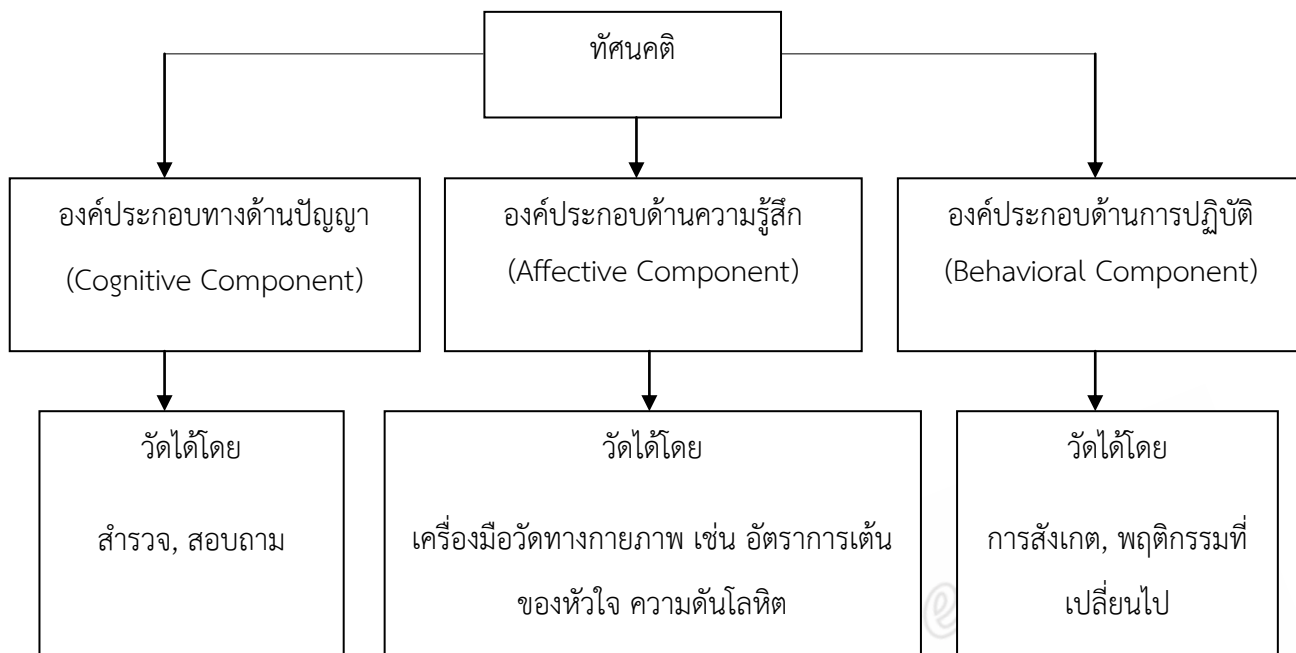 ทัศนคติ
องค์ประกอบทางด้านปัญญา
(Cognitive Component)
องค์ประกอบด้านความรู้สึก
(Affective Component)
องค์ประกอบด้านการปฏิบัติ
(Behavioral Component)
วัดได้โดย
สำรวจ, สอบถาม
วัดได้โดย
เครื่องมือวัดทางกายภาพ เช่น อัตราการเต้น
ของหัวใจ ความดันโลหิต
วัดได้โดย
การสังเกต, พฤติกรรมที่
เปลี่ยนไป